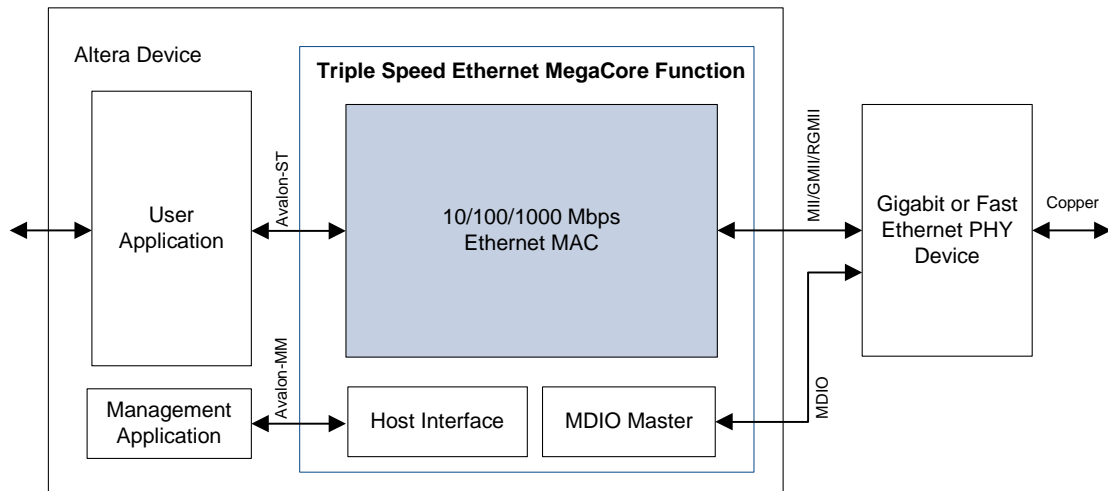 Altera Device
Triple Speed Ethernet MegaCore Function
User
Application
Avalon-ST
10/100/1000 Mbps
Ethernet MAC
MII/GMII/RGMII
Gigabit or Fast
Ethernet PHY
Device
Copper
Management
Application
Avalon-MM
Host Interface
MDIO Master
MDIO